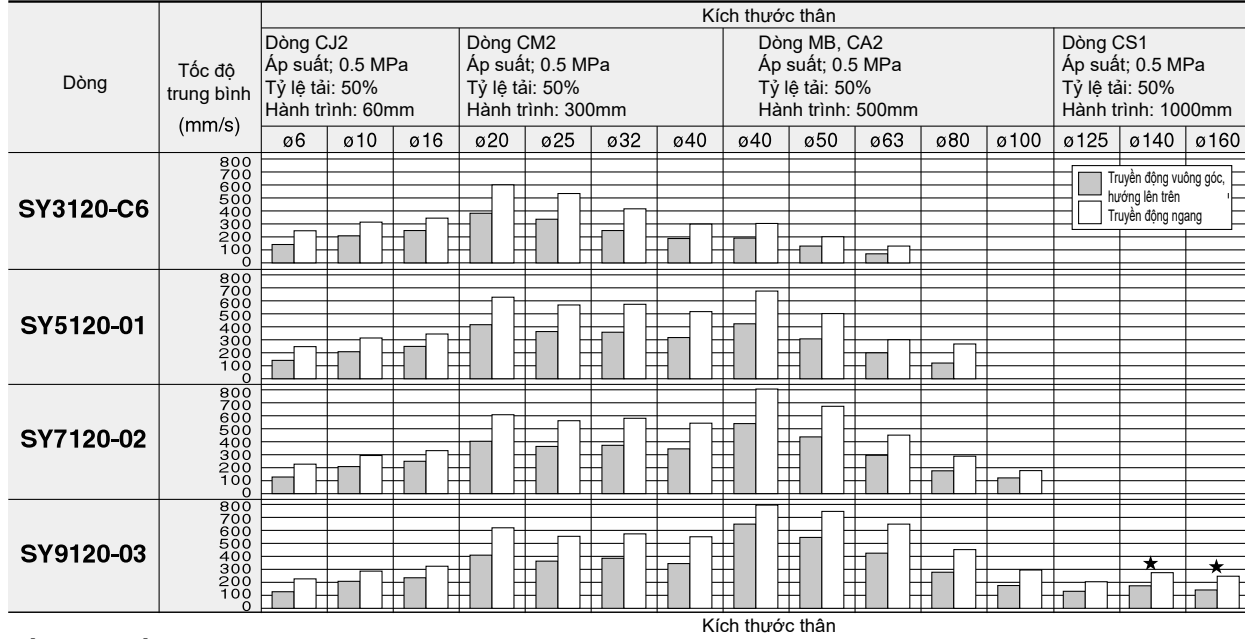 Kích thước thân
Dòng
Tốc độ
trung bình
(mm/s)
Dòng CJ2
Áp suất; 0.5 MPa
Tỷ lệ tải: 50%
Hành trình: 60mm
Dòng CM2
Áp suất; 0.5 MPa
Tỷ lệ tải: 50%
Hành trình: 300mm
Dòng MB, CA2
Áp suất; 0.5 MPa
Tỷ lệ tải: 50%
Hành trình: 500mm
Dòng CS1
Áp suất; 0.5 MPa
Tỷ lệ tải: 50%
Hành trình: 1000mm
ø6 ø10 ø16 ø20 ø25 ø32 ø40 ø40 ø50 ø63 ø80 ø100 ø125 ø140 ø160
SY3120-C6
800
700
600
500
400
300
200
100
0
Truyền động vuông góc,
hướng lên trên
Truyền động ngang
SY5120-01
800
700
600
500
400
300
200
100
0
SY7120-02
800
700
600
500
400
300
200
100
0
SY9120-03
800
700
600
500
400
300
200
100
0
★ ★
Kích thước thân